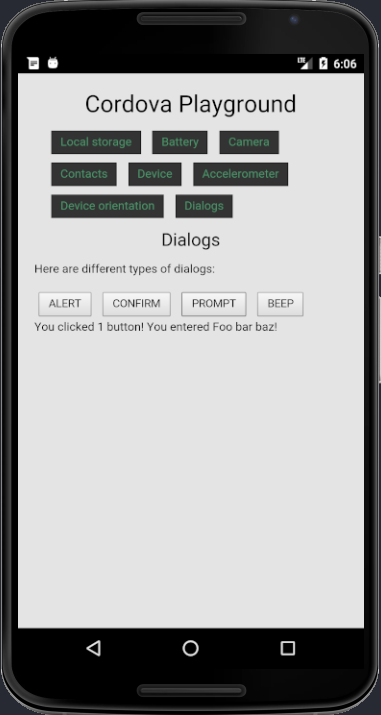 LTE 6:06
Cordova Playground
Local storage Battery Camera
Contacts Device Accelerometer
Device orientation Dialogs
Dialogs
Here are different types of dialogs:
ALERT CONFIRM PROMPT BEEP
You clicked 1 button! You entered Foo bar baz!